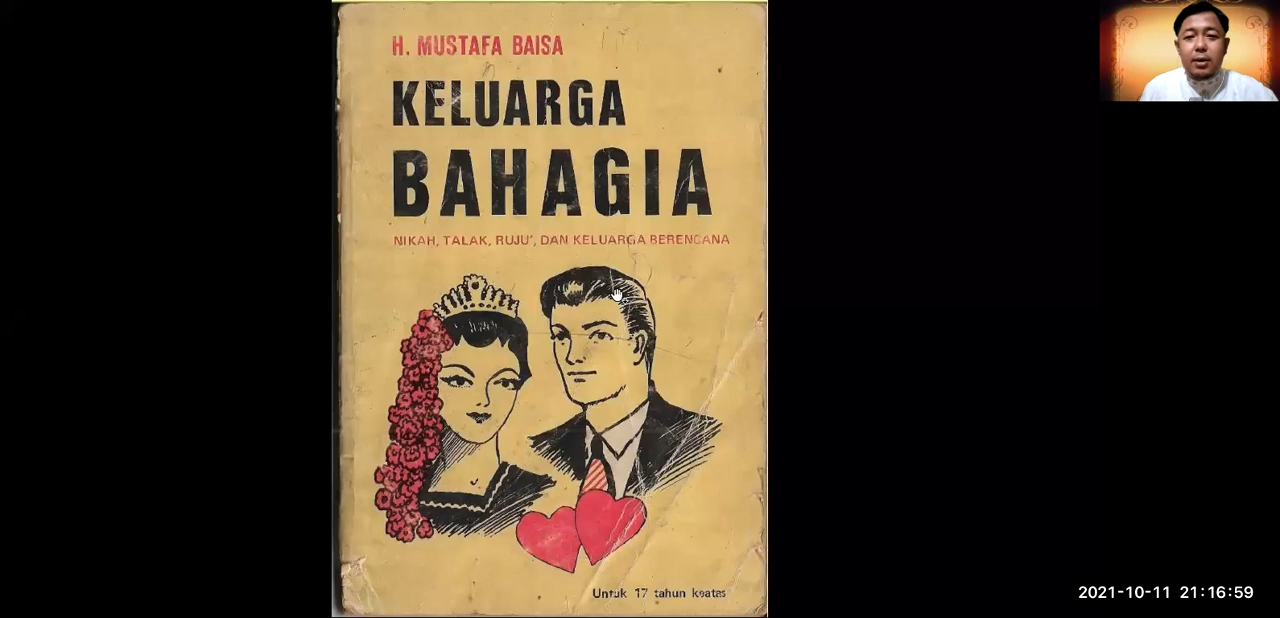 H. MUSTAFA BAISA
KELUARGA
BAHAGIA
NIKAH, TALAK, RUJU', DAN KELUARGA BERENCANA
Untuk 17 tahun keatas
2021-10-11 21:16:59